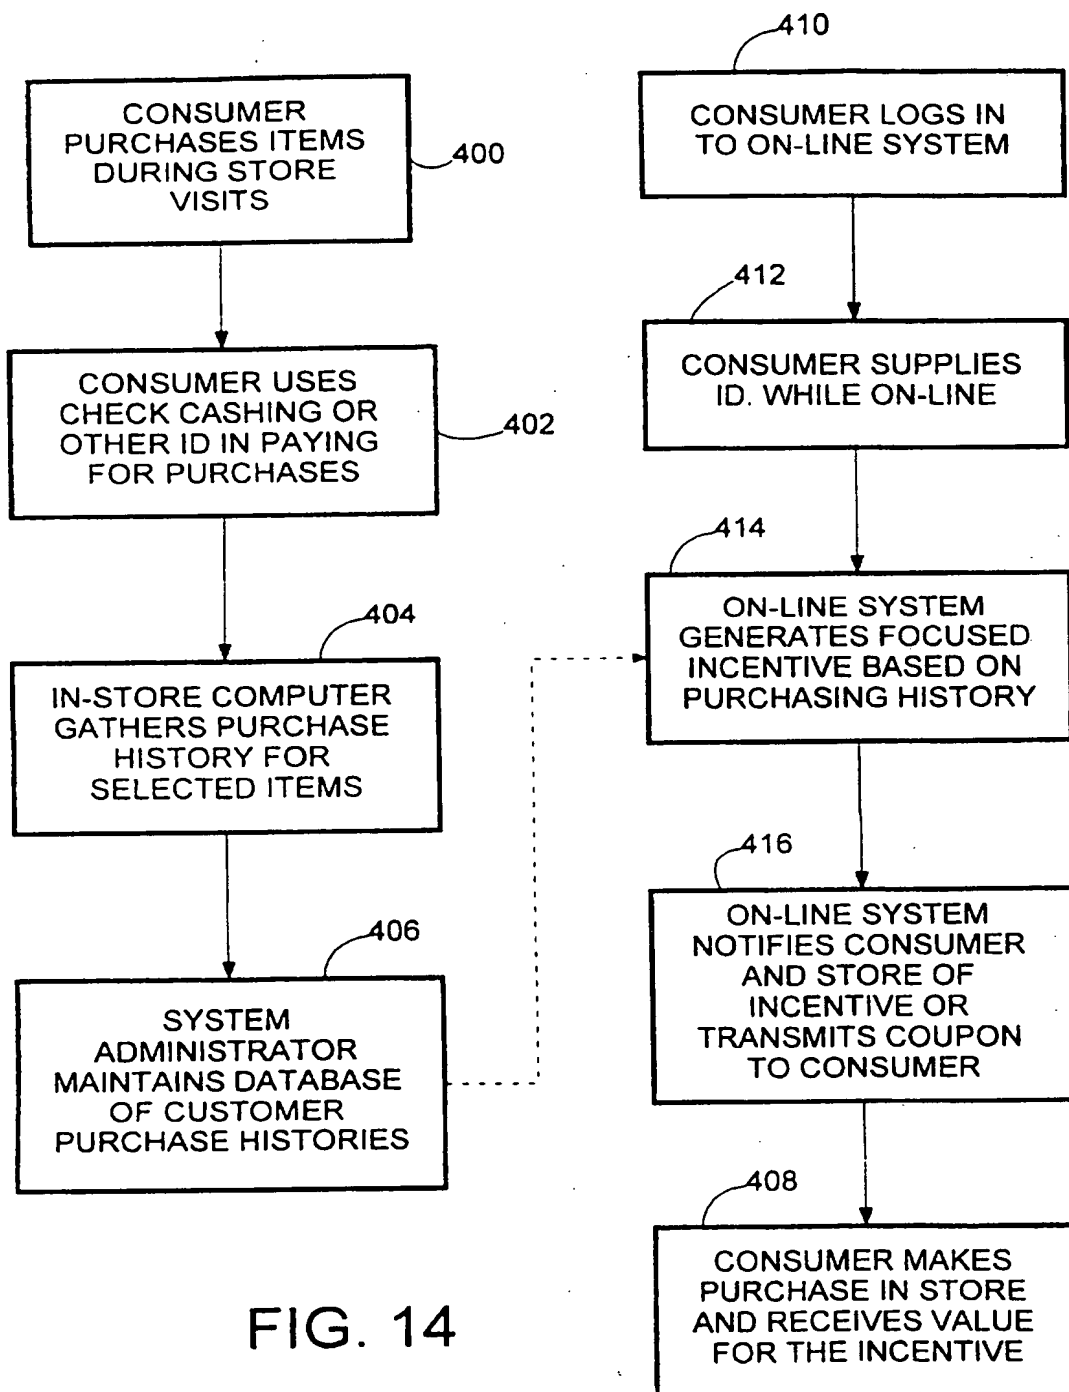 CONSUMER
PURCHASES ITEMS
DURING STORE
VISITS
400
CONSUMER USES
CHECK CASHING OR
OTHER ID IN PAYING
FOR PURCHASES
402
404
IN-STORE COMPUTER
GATHERS PURCHASE
HISTORY FOR
SELECTED ITEMS
406
SYSTEM
ADMINISTRATOR
MAINTAINS DATABASE
OF CUSTOMER
PURCHASE HISTORIES
410
CONSUMER LOGS IN
TO ON-LINE SYSTEM
412
CONSUMER SUPPLIES
ID. WHILE ON-LINE
414
ON-LINE SYSTEM
GENERATES FOCUSED
INCENTIVE BASED ON
PURCHASING HISTORY
416
ON-LINE SYSTEM
NOTIFIES CONSUMER
AND STORE OF
INCENTIVE OR
TRANSMITS COUPON
TO CONSUMER
408
CONSUMER MAKES
PURCHASE IN STORE
AND RECEIVES VALUE
FOR THE INCENTIVE
FIG. 14